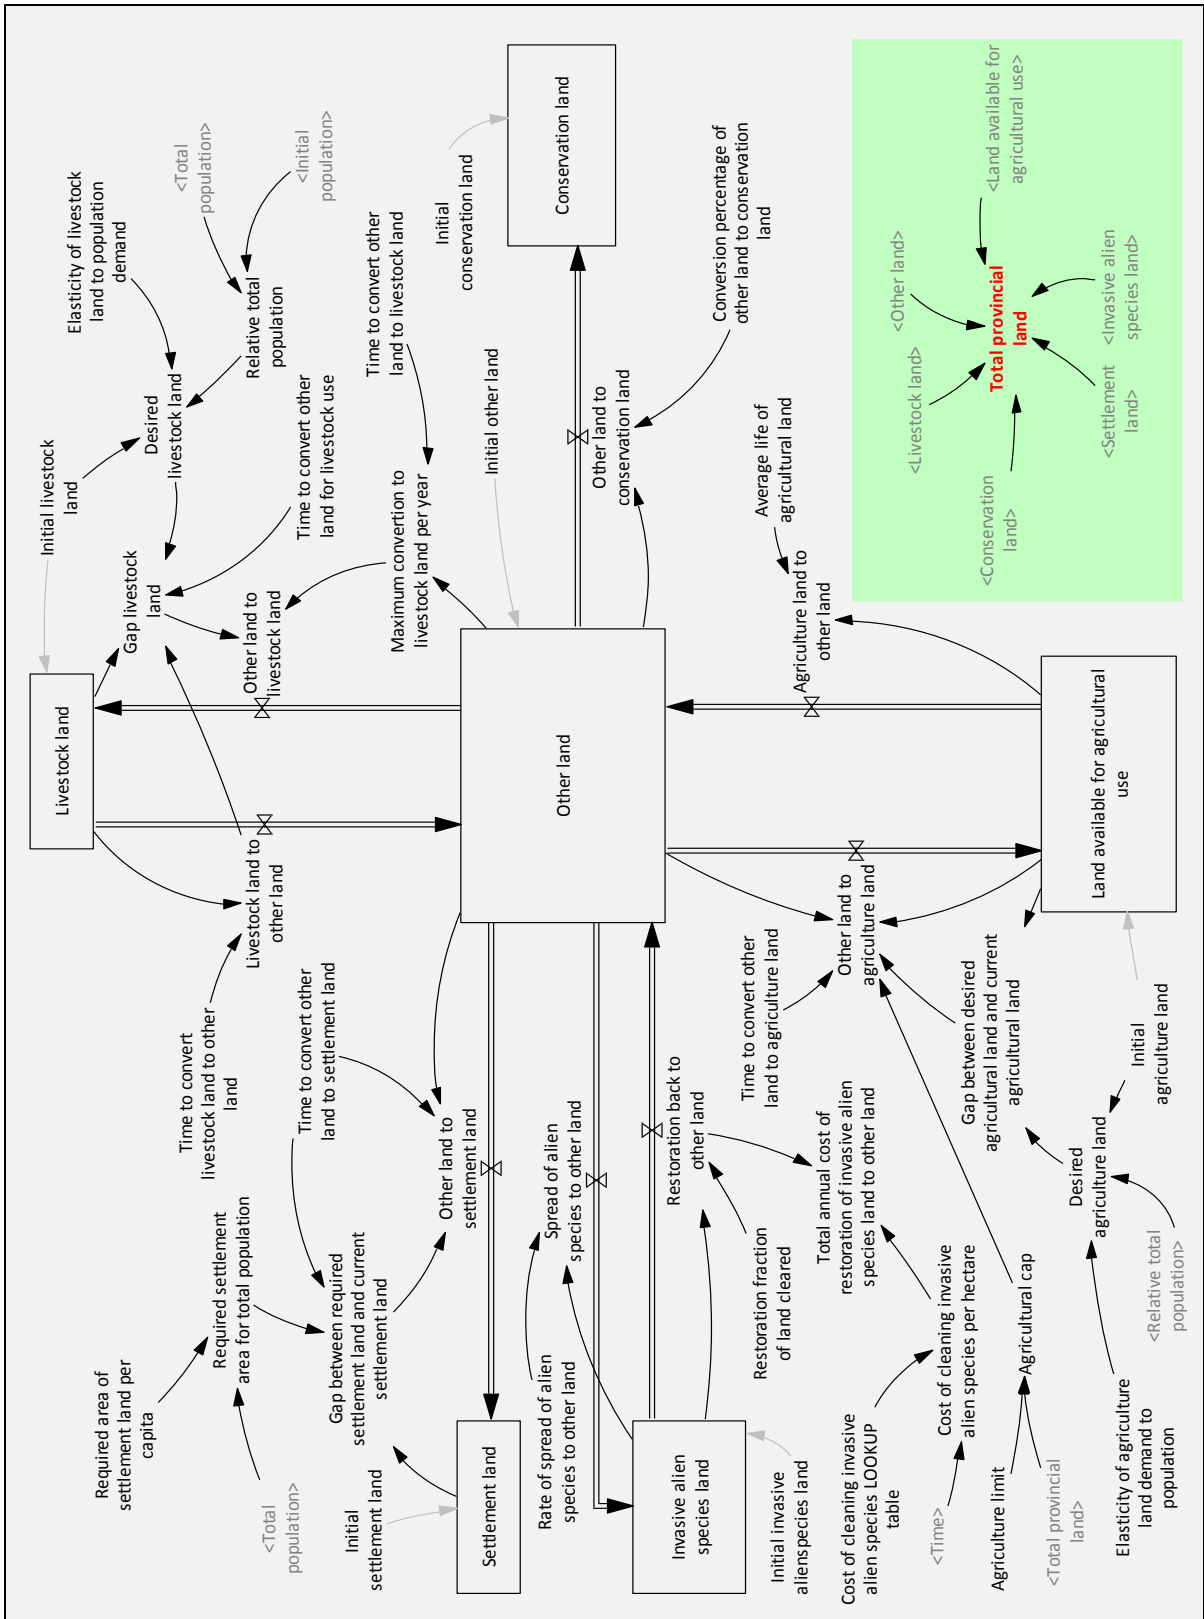 Required area of
settlement land per
capita
<Total
population>
Required settlement
area for total population
Time to convert
livestock land to other
land
Livestock land to
other land
Livestock land
Initial livestock
land
Gap livestock
land
Desired
livestock land
Elasticity of livestock
land to population
demand
<Total
population>
<Initial
population>
Relative total
population
Time to convert other
land for livestock use
Other land to
livestock land
Maximum convertion to
livestock land per year
Time to convert other
land to livestock land
Initial
settlement land
Gap between required
settlement land and current
settlement land
Time to convert other
land to settlement land
Other land to
settlement land
Settlement land
Other land
Initial other land
Initial
conservation land
Conservation land
Other land to
conservation land
Conversion percentage of
other land to conservation
land
Rate of spread of alien
species to other land
Spread of alien
species to other land
Invasive alien
species land
Restoration back to
other land
Restoration fraction
of land cleared
Initial invasive
alienspecies land
Total annual cost of
restoration of invasive alien
species land to other land
Cost of cleaning invasive
alien species LOOKUP
table
<Time>
Cost of cleaning invasive
alien species per hectare
Time to convert other
land to agriculture land
Other land to
agriculture land
Agriculture land to
other land
Average life of
agricultural land
Agriculture limit
<Total provincial
land>
Agricultural cap
Gap between desired
agricultural land and current
agricultural land
Elasticity of agriculture
land demand to
population
<Relative total
population>
Desired
agriculture land
Initial
agriculture land
Land available for agricultural
use
<Livestock land>
<Other land>
<Land available for
agricultural use>
<Conservation
land>
Total provincial
land
<Settlement
land>
<Invasive alien
species land>